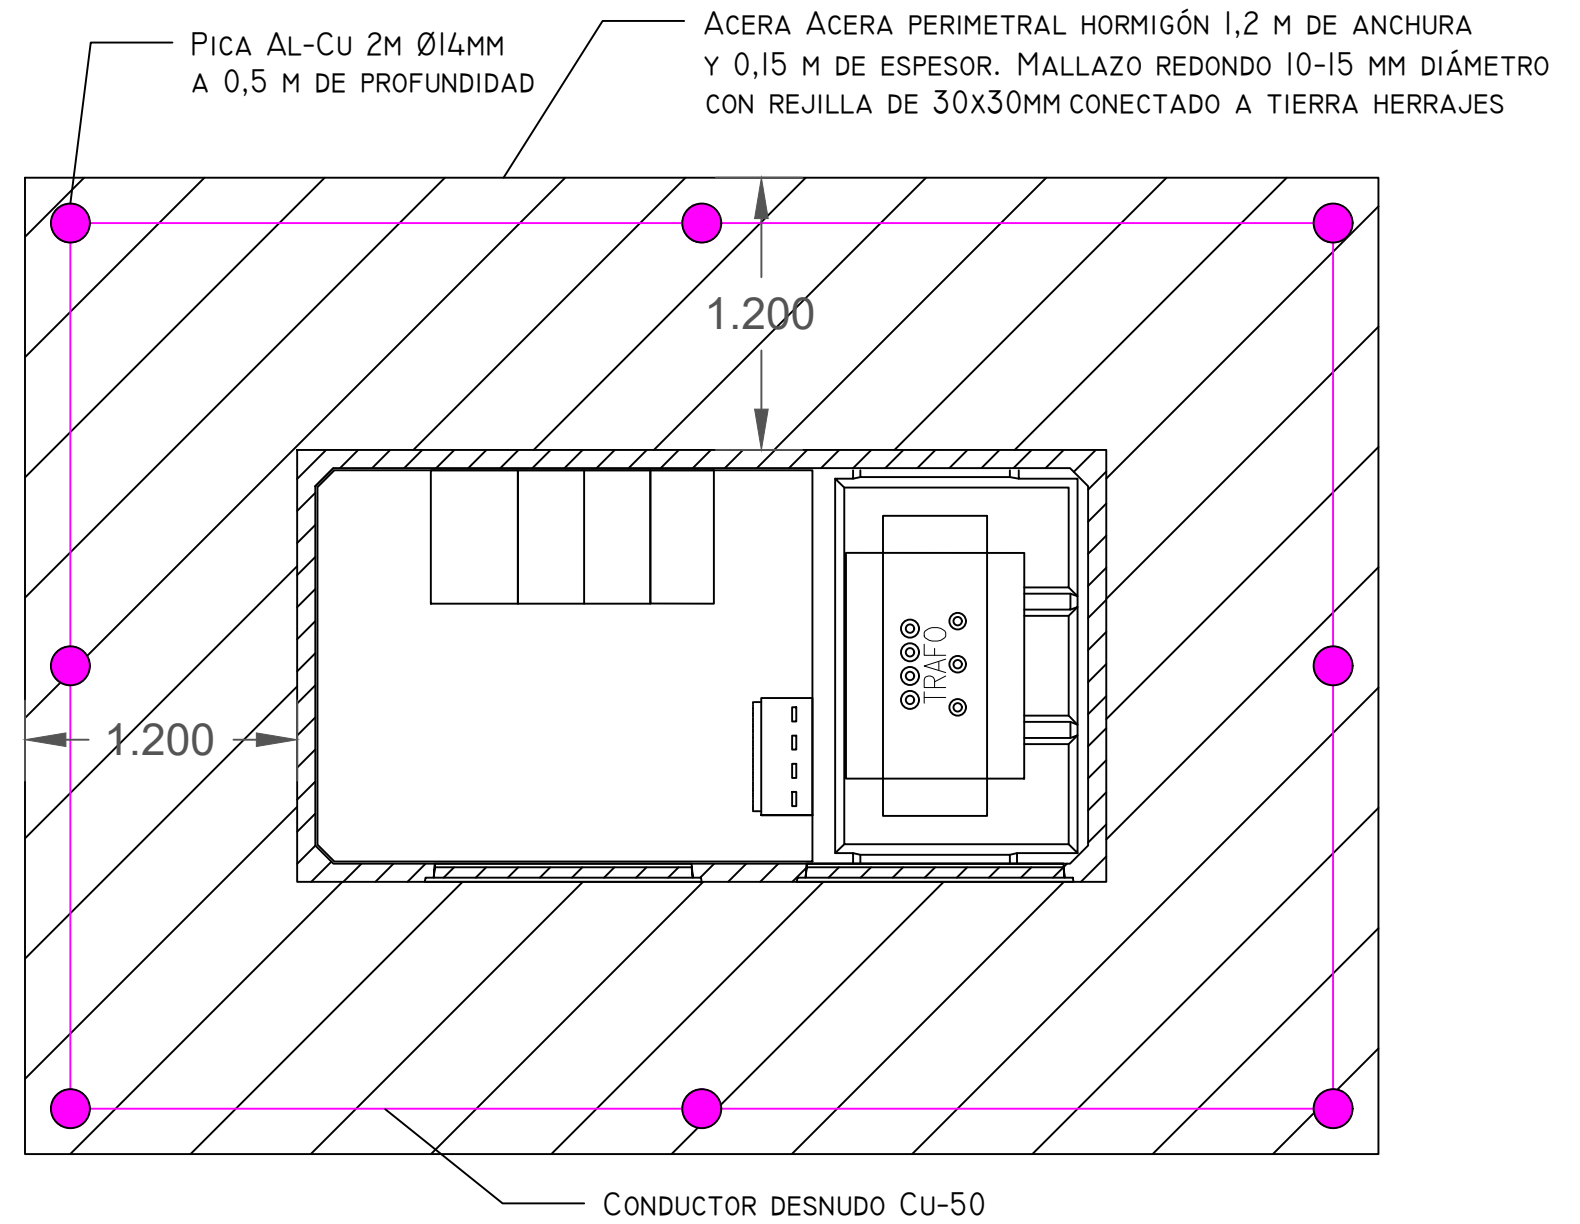 PICA AL-CU 2M Ø14MM
A 0,5 M DE PROFUNDIDAD
ACERA ACERA PERIMETRAL HORMIGÓN 1,2 M DE ANCHURA
Y 0,15 M DE ESPESOR. MALLAZO REDONDO 10-15 MM DIÁMETRO
CON REJILLA DE 30X30MM CONECTADO A TIERRA HERRAJES
1.200
TRAFO
1.200
CONDUCTOR DESNUDO CU-50